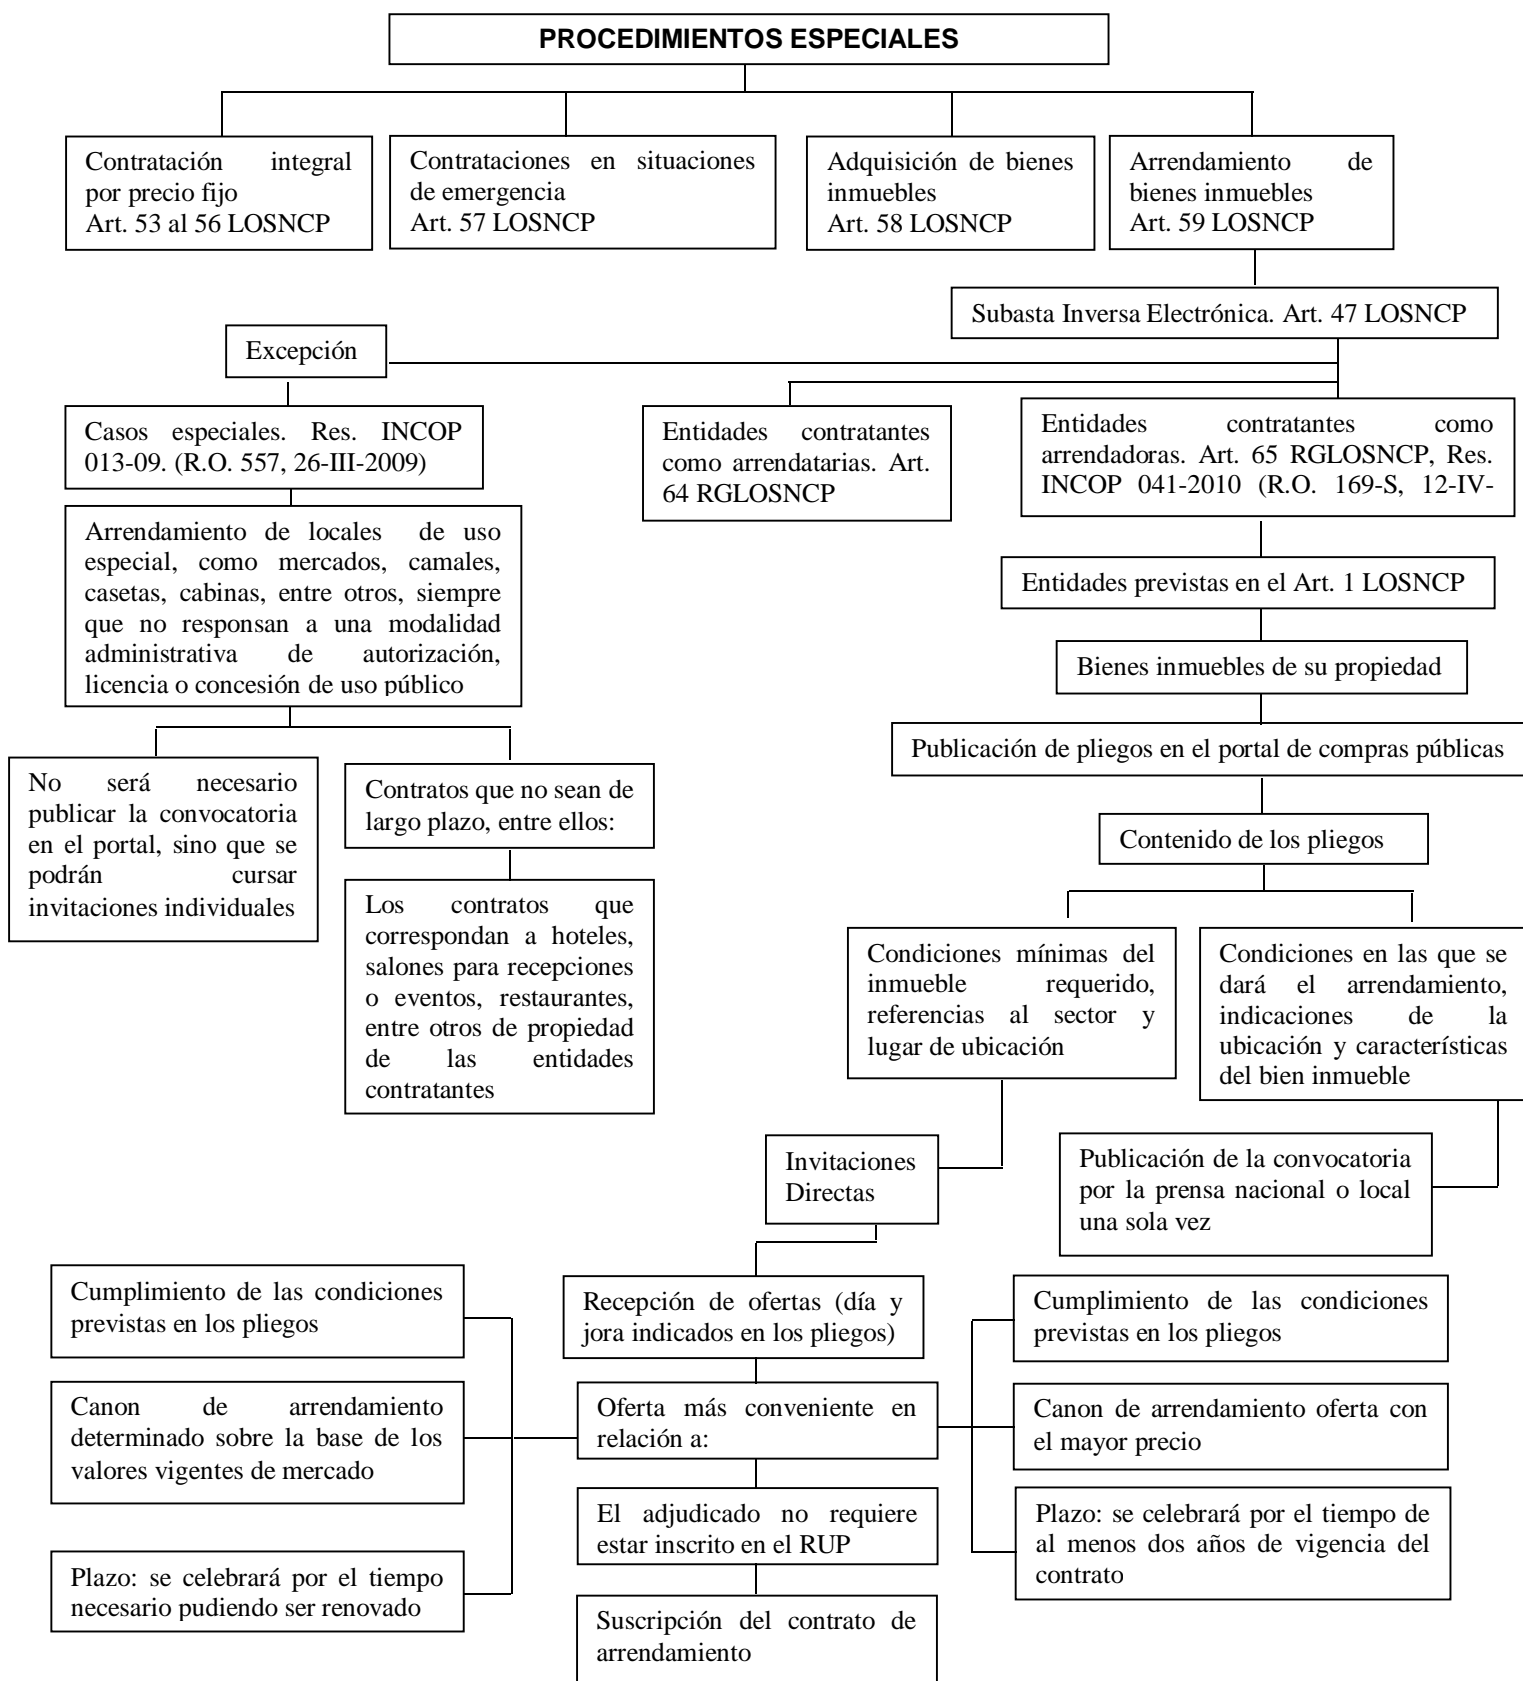 PROCEDIMIENTOS ESPECIALES
Contratación integral
por precio fijo
Art. 53 al 56 LOSNCP
Contrataciones en situaciones
de emergencia
Art. 57 LOSNCP
Adquisición de bienes
inmuebles
Art. 58 LOSNCP
Arrendamiento de
bienes inmuebles
Art. 59 LOSNCP
Subasta Inversa Electrónica. Art. 47 LOSNCP
Excepción
Casos especiales. Res. INCOP
013-09. (R.O. 557, 26-III-2009)
Entidades contratantes
como arrendatarias. Art.
64 RGLOSNCP
Entidades contratantes como
arrendadoras. Art. 65 RGLOSNCP, Res.
INCOP 041-2010 (R.O. 169-S, 12-IV-
Arrendamiento de locales de uso
especial, como mercados, camales,
casetas, cabinas, entre otros, siempre
que no responsan a una modalidad
administrativa de autorización,
licencia o concesión de uso público
Entidades previstas en el Art. 1 LOSNCP
Bienes inmuebles de su propiedad
Publicación de pliegos en el portal de compras públicas
No será necesario
publicar la convocatoria
en el portal, sino que se
podrán cursar
invitaciones individuales
Contratos que no sean de
largo plazo, entre ellos:
Contenido de los pliegos
Los contratos que
correspondan a hoteles,
salones para recepciones
o eventos, restaurantes,
entre otros de propiedad
de las entidades
contratantes
Condiciones mínimas del
inmueble requerido,
referencias al sector y
lugar de ubicación
Condiciones en las que se
dará el arrendamiento,
indicaciones de la
ubicación y características
del bien inmueble
Invitaciones
Directas
Publicación de la convocatoria
por la prensa nacional o local
una sola vez
Cumplimiento de las condiciones
previstas en los pliegos
Recepción de ofertas (día y
jora indicados en los pliegos)
Cumplimiento de las condiciones
previstas en los pliegos
Canon de arrendamiento
determinado sobre la base de los
valores vigentes de mercado
Oferta más conveniente en
relación a:
Canon de arrendamiento oferta con
el mayor precio
El adjudicado no requiere
estar inscrito en el RUP
Plazo: se celebrará por el tiempo de
al menos dos años de vigencia del
contrato
Plazo: se celebrará por el tiempo
necesario pudiendo ser renovado
Suscripción del contrato de
arrendamiento